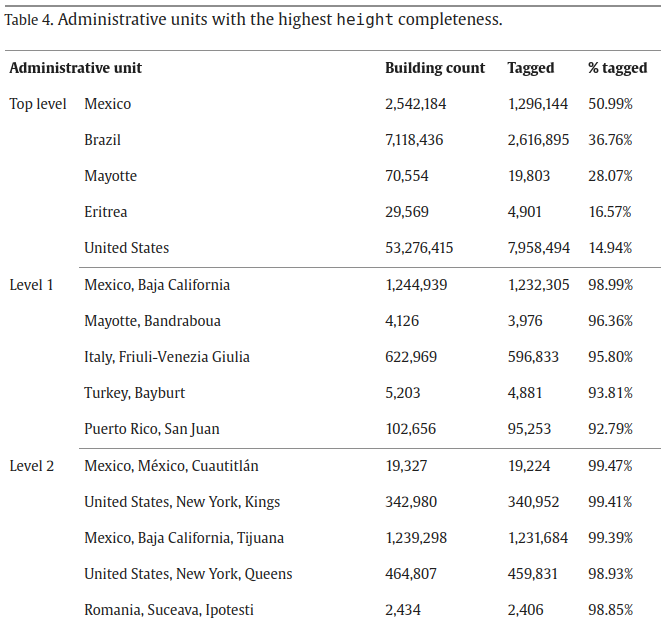 Table 4. Administrative units with the highest height completeness.
Administrative unit Building count Tagged % tagged
Top level Mexico 2,542,184 1,296,144 50.99%
Brazil 7,118,436 2,616,895 36.76%
Mayotte 70,554 19,803 28.07%
Eritrea 29,569 4,901 16.57%
United States 53,276,415 7,958,494 14.94%
Level 1 Mexico, Baja California 1,244,939 1,232,305 98.99%
Mayotte, Bandraboua 4,126 3,976 96.36%
Italy, Friuli-Venezia Giulia 622,969 596,833 95.80%
Turkey, Bayburt 5,203 4,881 93.81%
Puerto Rico, San Juan 102,656 95,253 92.79%
Level 2 Mexico, México, Cuautitlán 19,327 19,224 99.47%
United States, New York, Kings 342,980 340,952 99.41%
Mexico, Baja California, Tijuana 1,239,298 1,231,684 99.39%
United States, New York, Queens 464,807 459,831 98.93%
Romania, Suceava, Ipotesti 2,434 2,406 98.85%